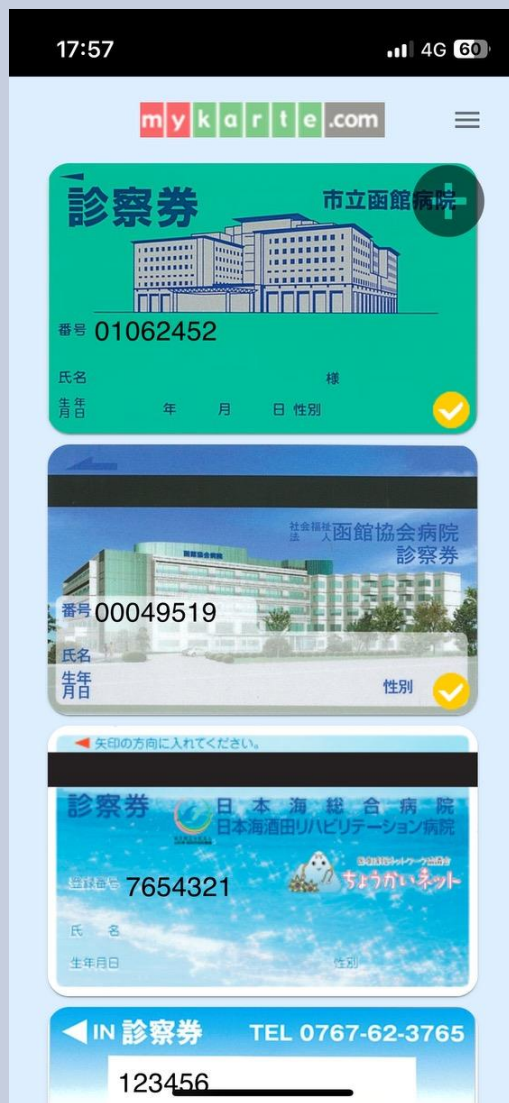 17:57
4G 60
mykarte.com
診察券
市立函館病院
番号 01062452
氏名 様
生年月日 年 月 日 性別
社会福祉法人 函館協会病院
診察券
函館協会病院
番号 00049519
氏名
生年月日 性別
矢印の方向に入れてください。
診察券
日本海総合病院
日本海酒田リハビリテーション病院
ちょうかいネット
登録番号 7654321
氏名
生年月日 性別
IN 診察券 TEL 0767-62-3765
123456